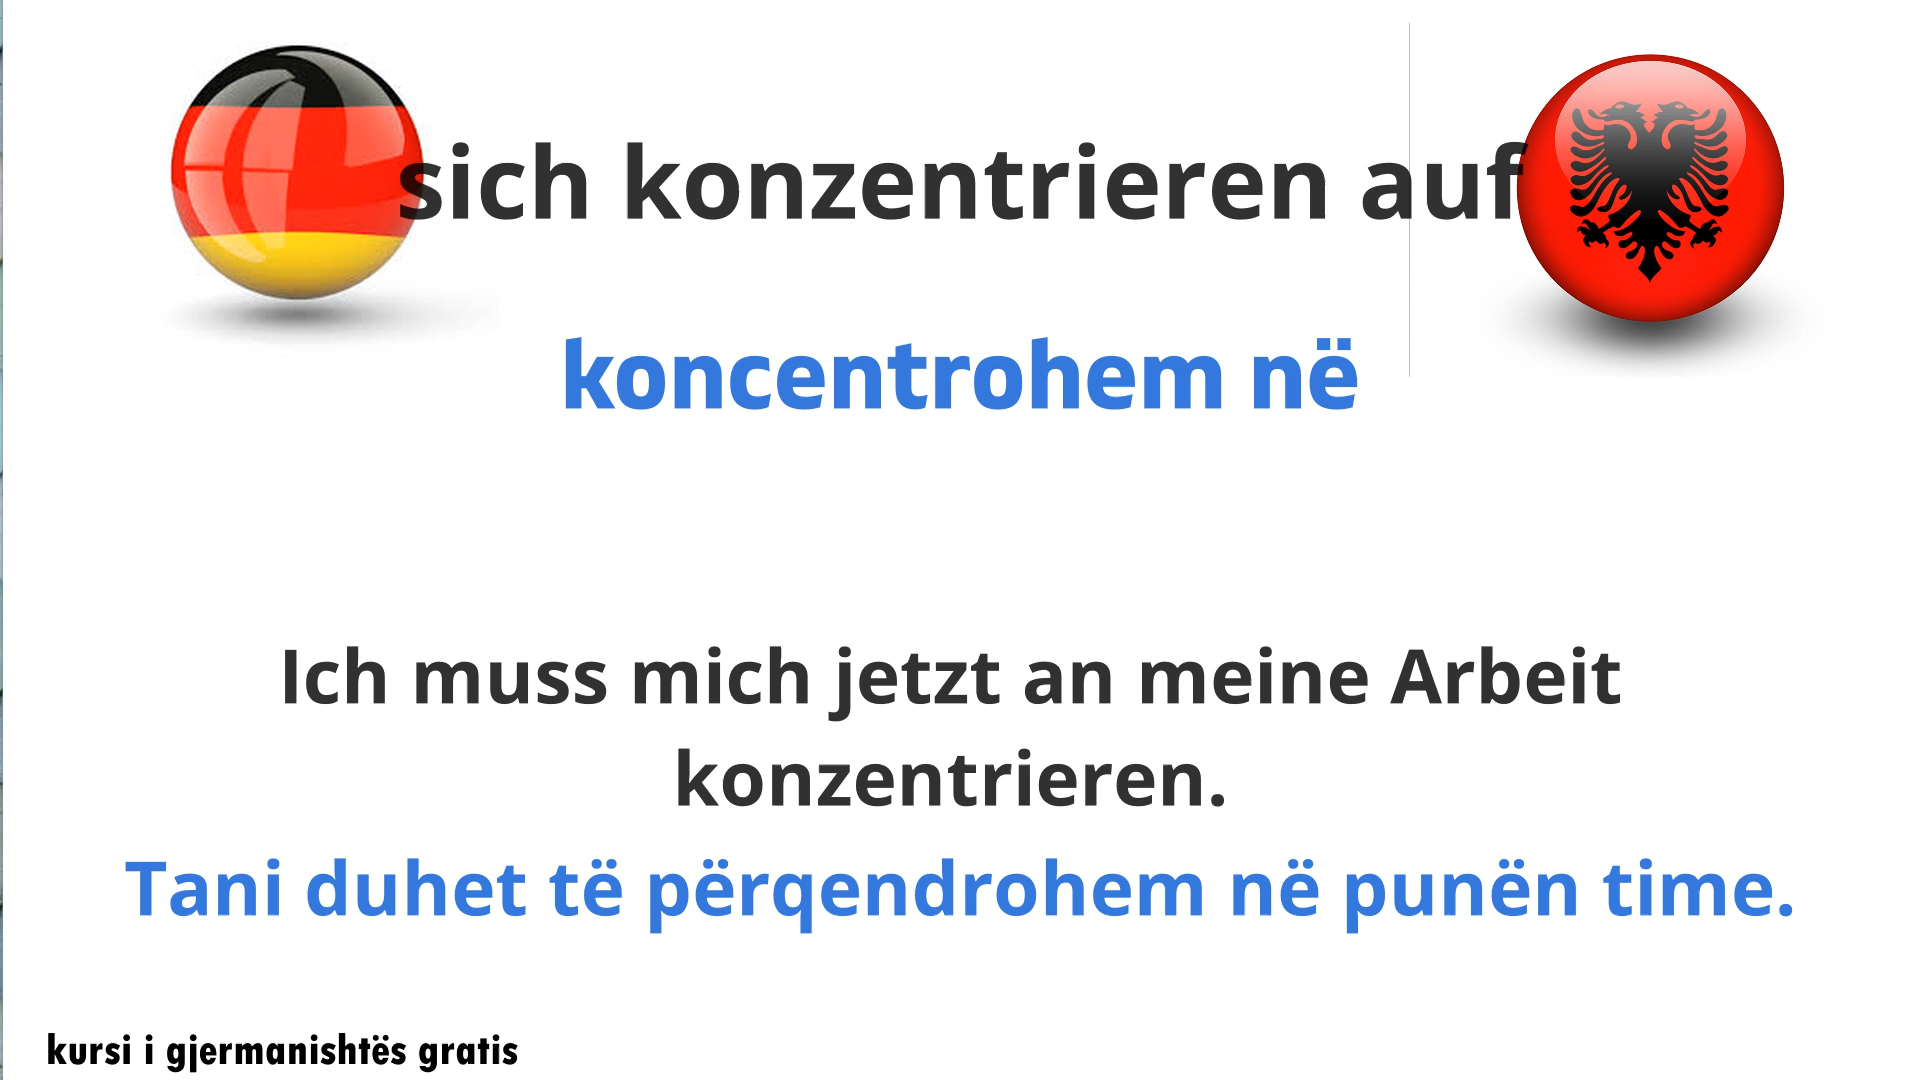 sich konzentrieren auf
koncentrohem në
Ich muss mich jetzt an meine Arbeit
konzentrieren.
Tani duhet të përqendrohem në punën time.
kursi i gjermanishtës gratis